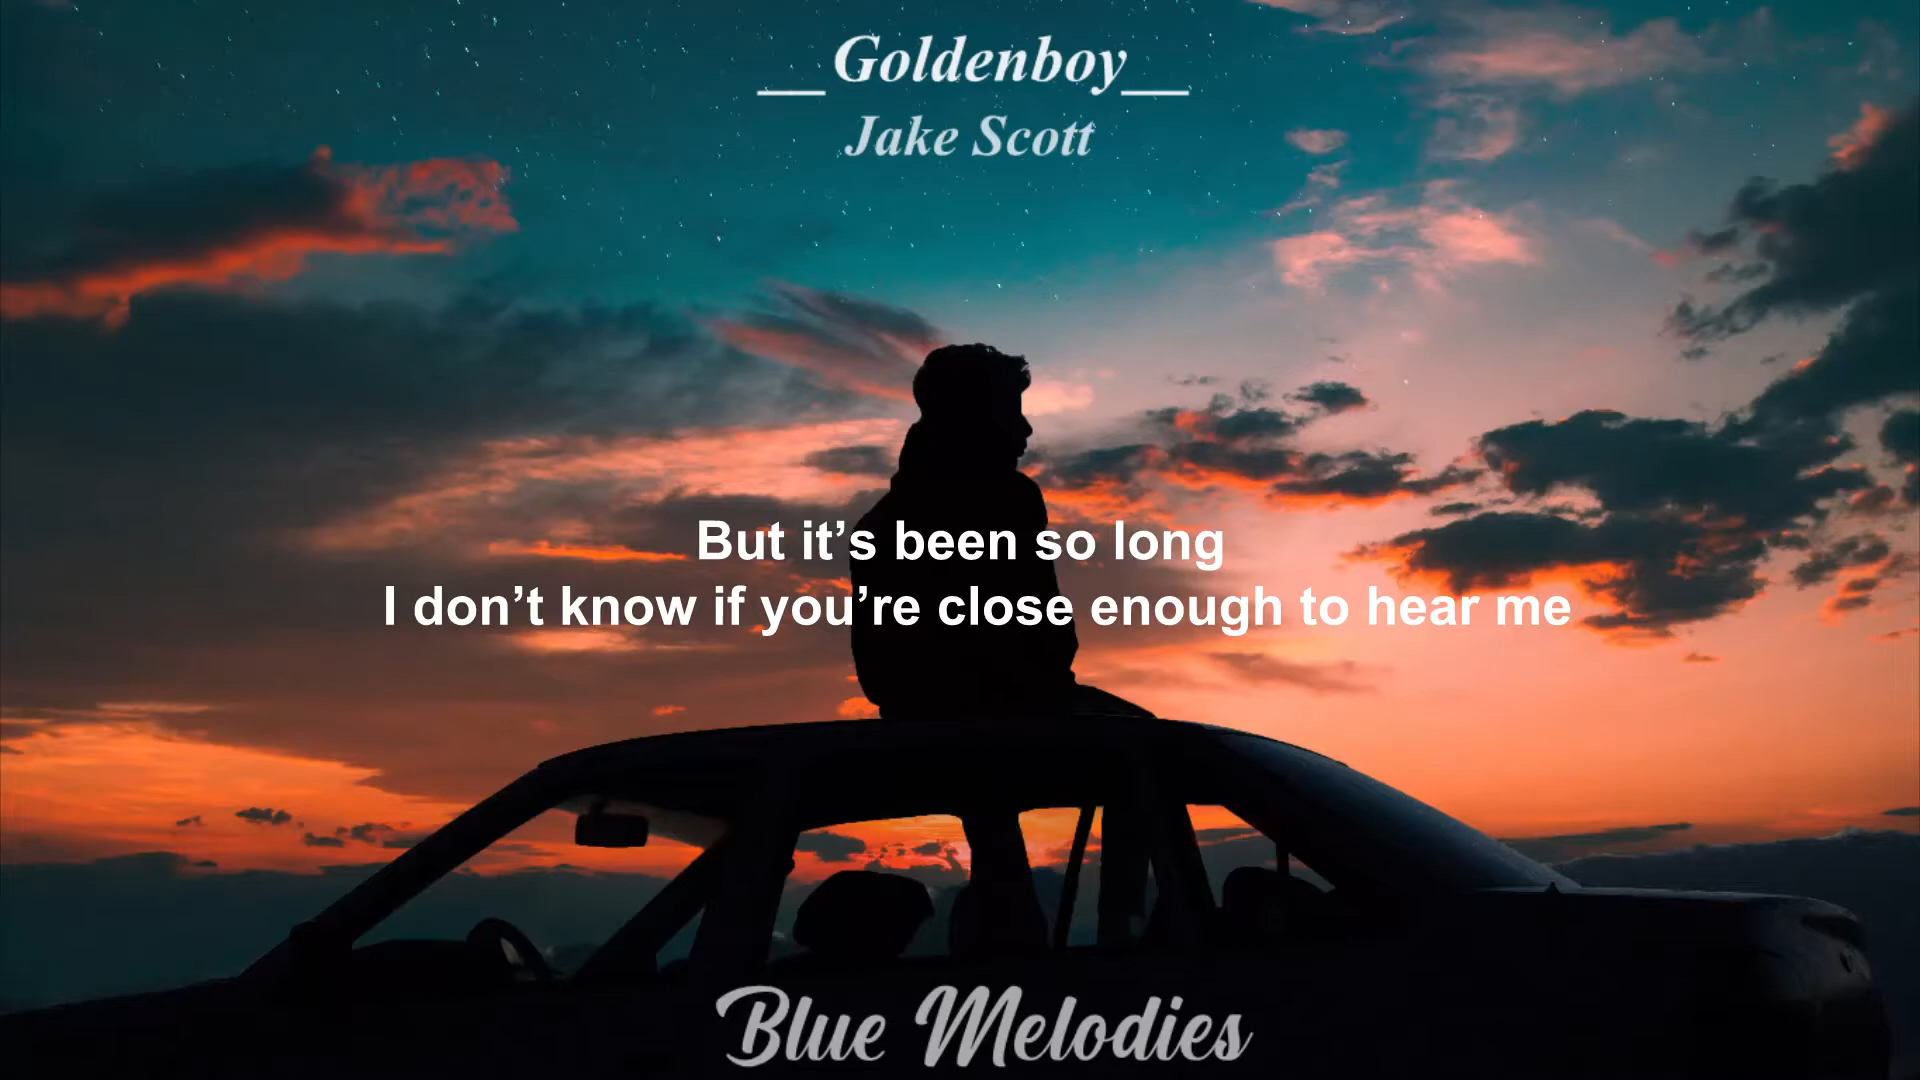 __Goldenboy__
Jake Scott
But it’s been so long
I don’t know if you’re close enough to hear me
Blue Melodies